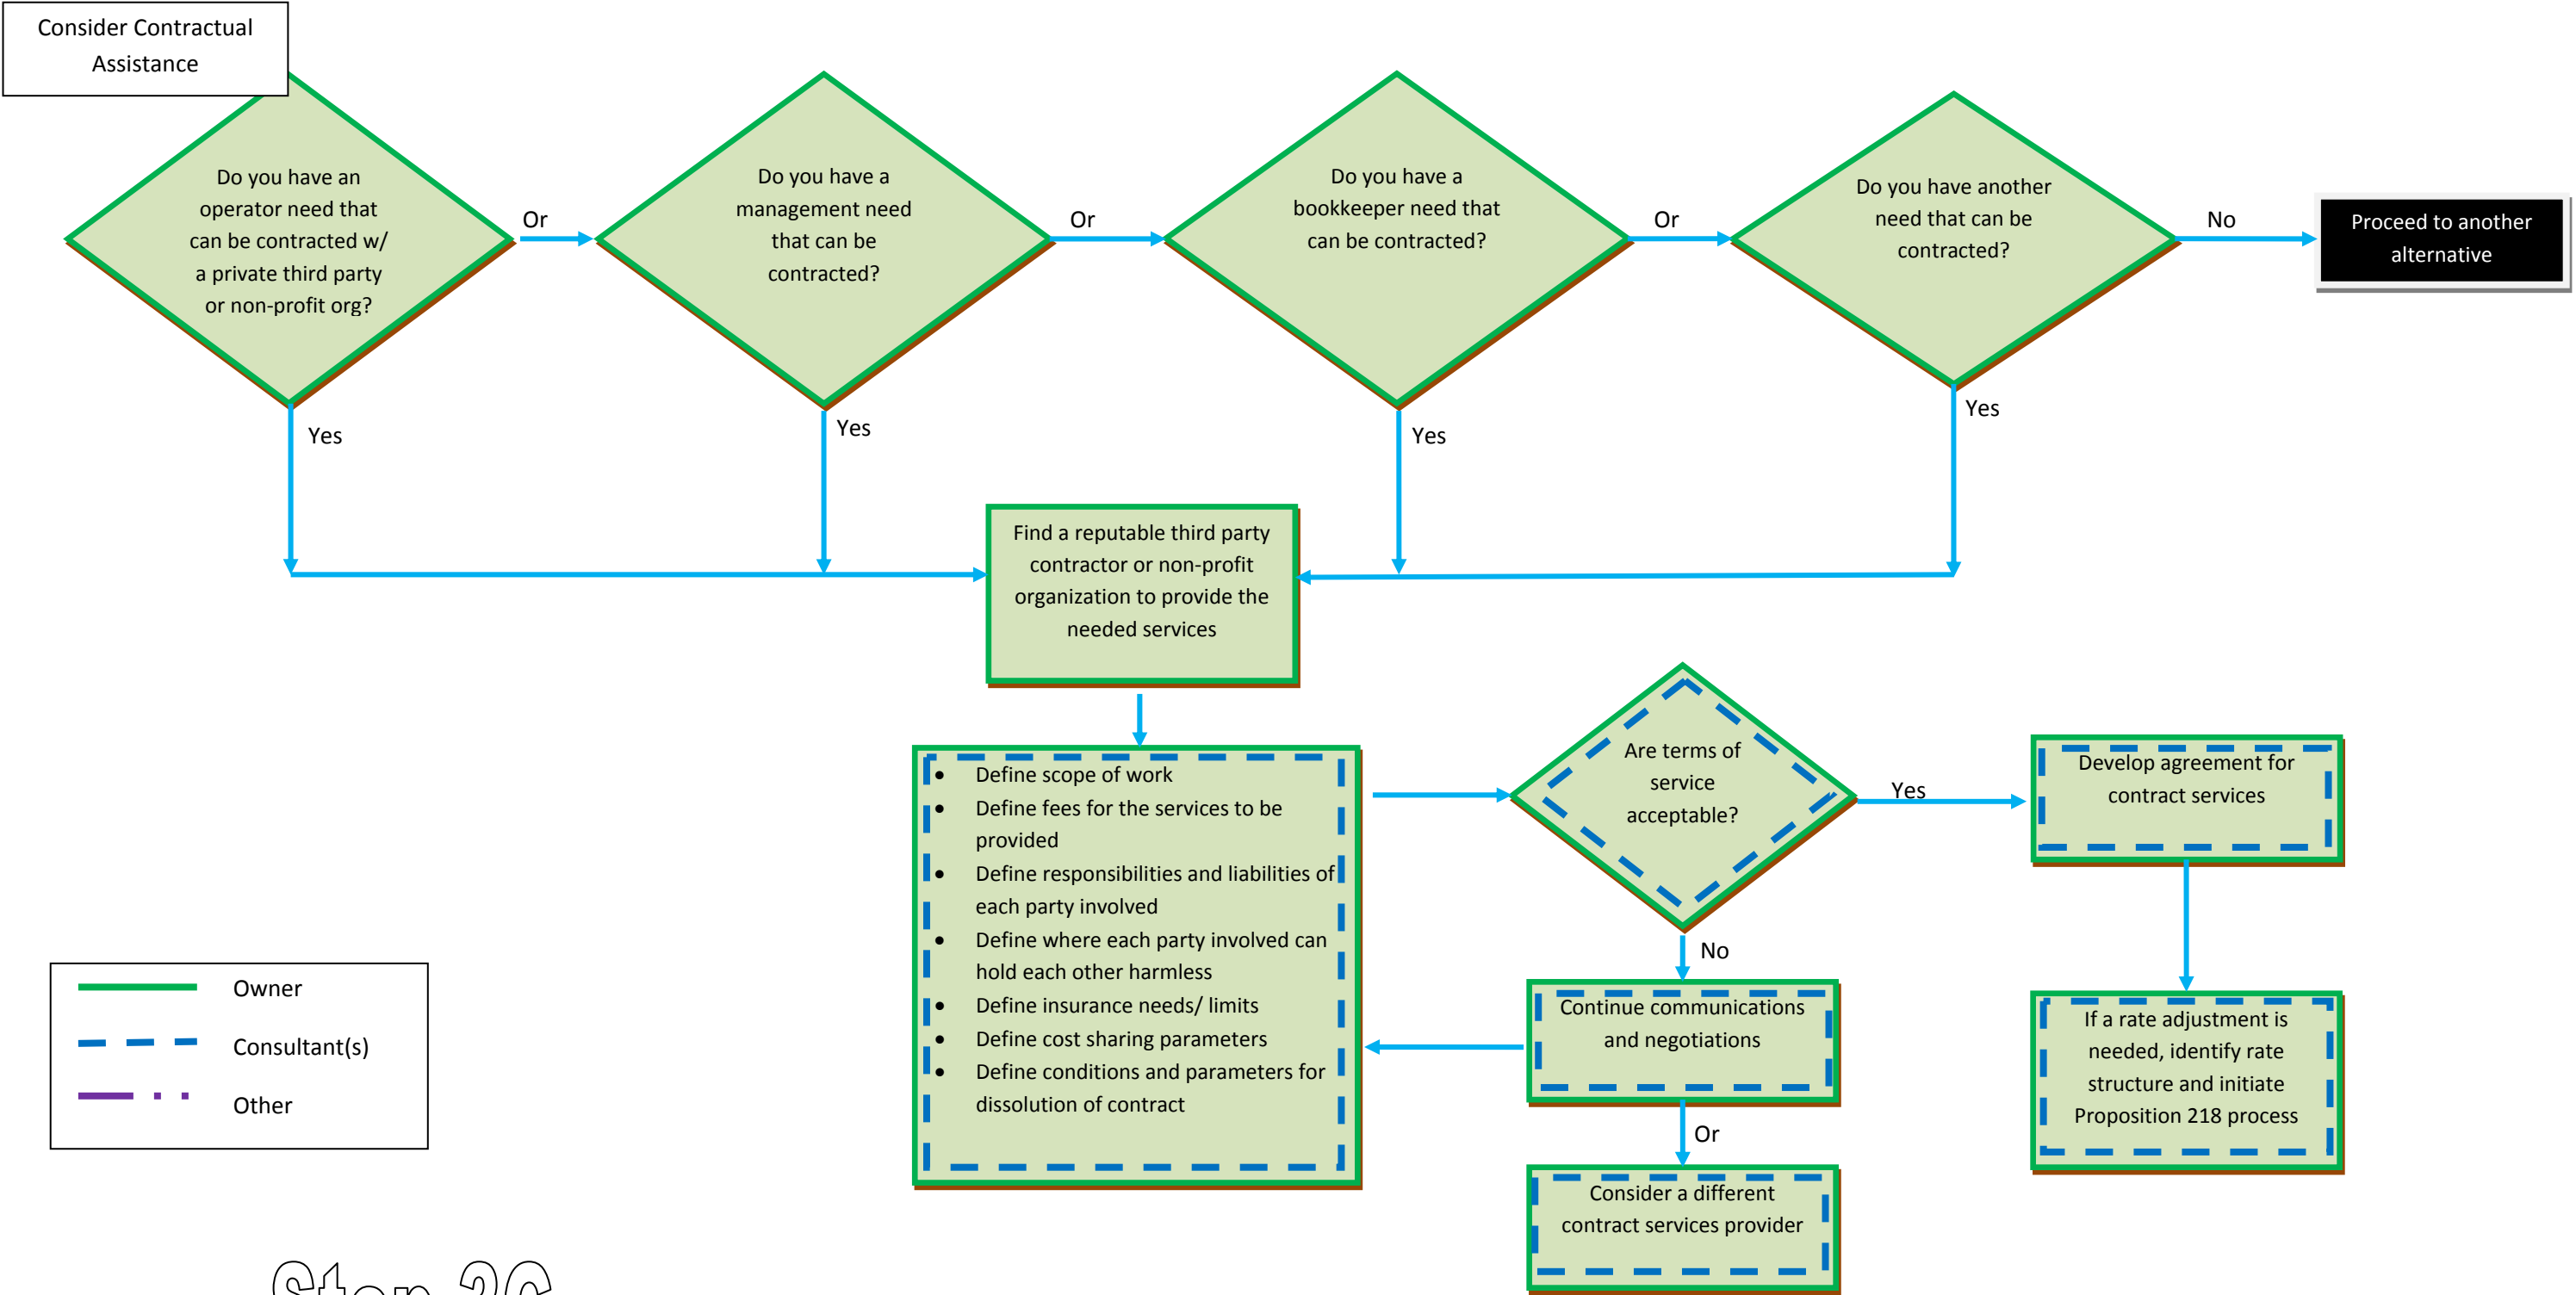 Consider Contractual
Assistance
Do you have an
operator need that
can be contracted w/
a private third party
or non-profit org?
Or
Do you have a
management need
that can be
contracted?
Or
Do you have a
bookkeeper need that
can be contracted?
Or
Do you have another
need that can be
contracted?
No
Proceed to another
alternative
Yes
Yes
Yes
Yes
Find a reputable third party
contractor or non-profit
organization to provide the
needed services
• Define scope of work
• Define fees for the services to be
provided
• Define responsibilities and liabilities of
each party involved
• Define where each party involved can
hold each other harmless
• Define insurance needs/ limits
• Define cost sharing parameters
• Define conditions and parameters for
dissolution of contract
Are terms of
service
acceptable?
Yes
Develop agreement for
contract services
No
Continue communications
and negotiations
Or
Consider a different
contract services provider
If a rate adjustment is
needed, identify rate
structure and initiate
Proposition 218 process
Owner
Consultant(s)
Other
Step